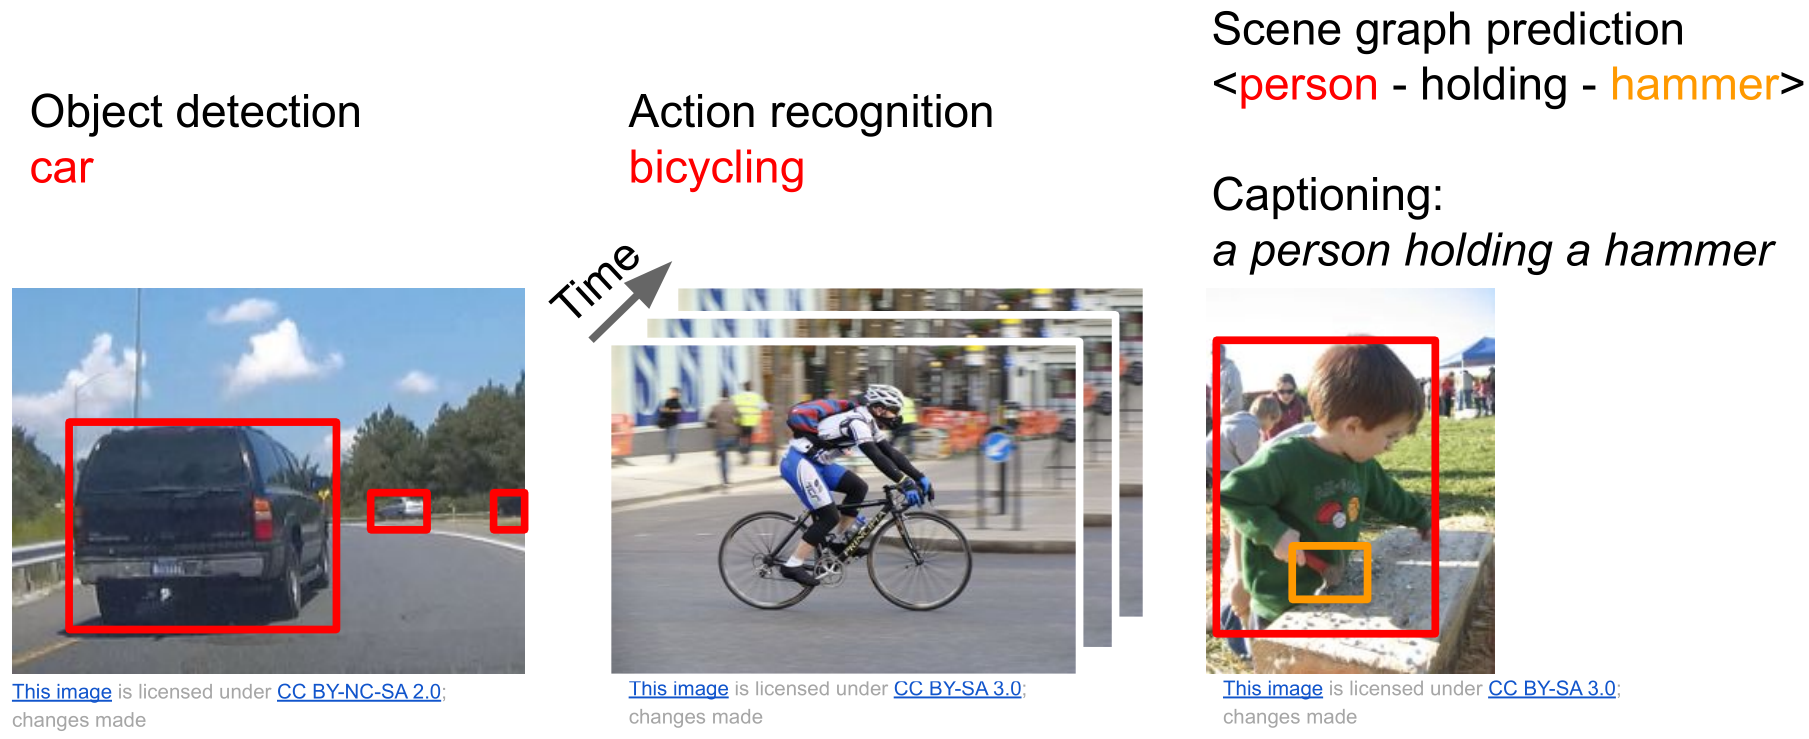 Object detection
car
This image is licensed under CC BY-NC-SA 2.0;
changes made
Action recognition
bicycling
Time
PRINCIPIA
This image is licensed under CC BY-SA 3.0;
changes made
Scene graph prediction
<person - holding - hammer>
Captioning:
a person holding a hammer
This image is licensed under CC BY-SA 3.0;
changes made